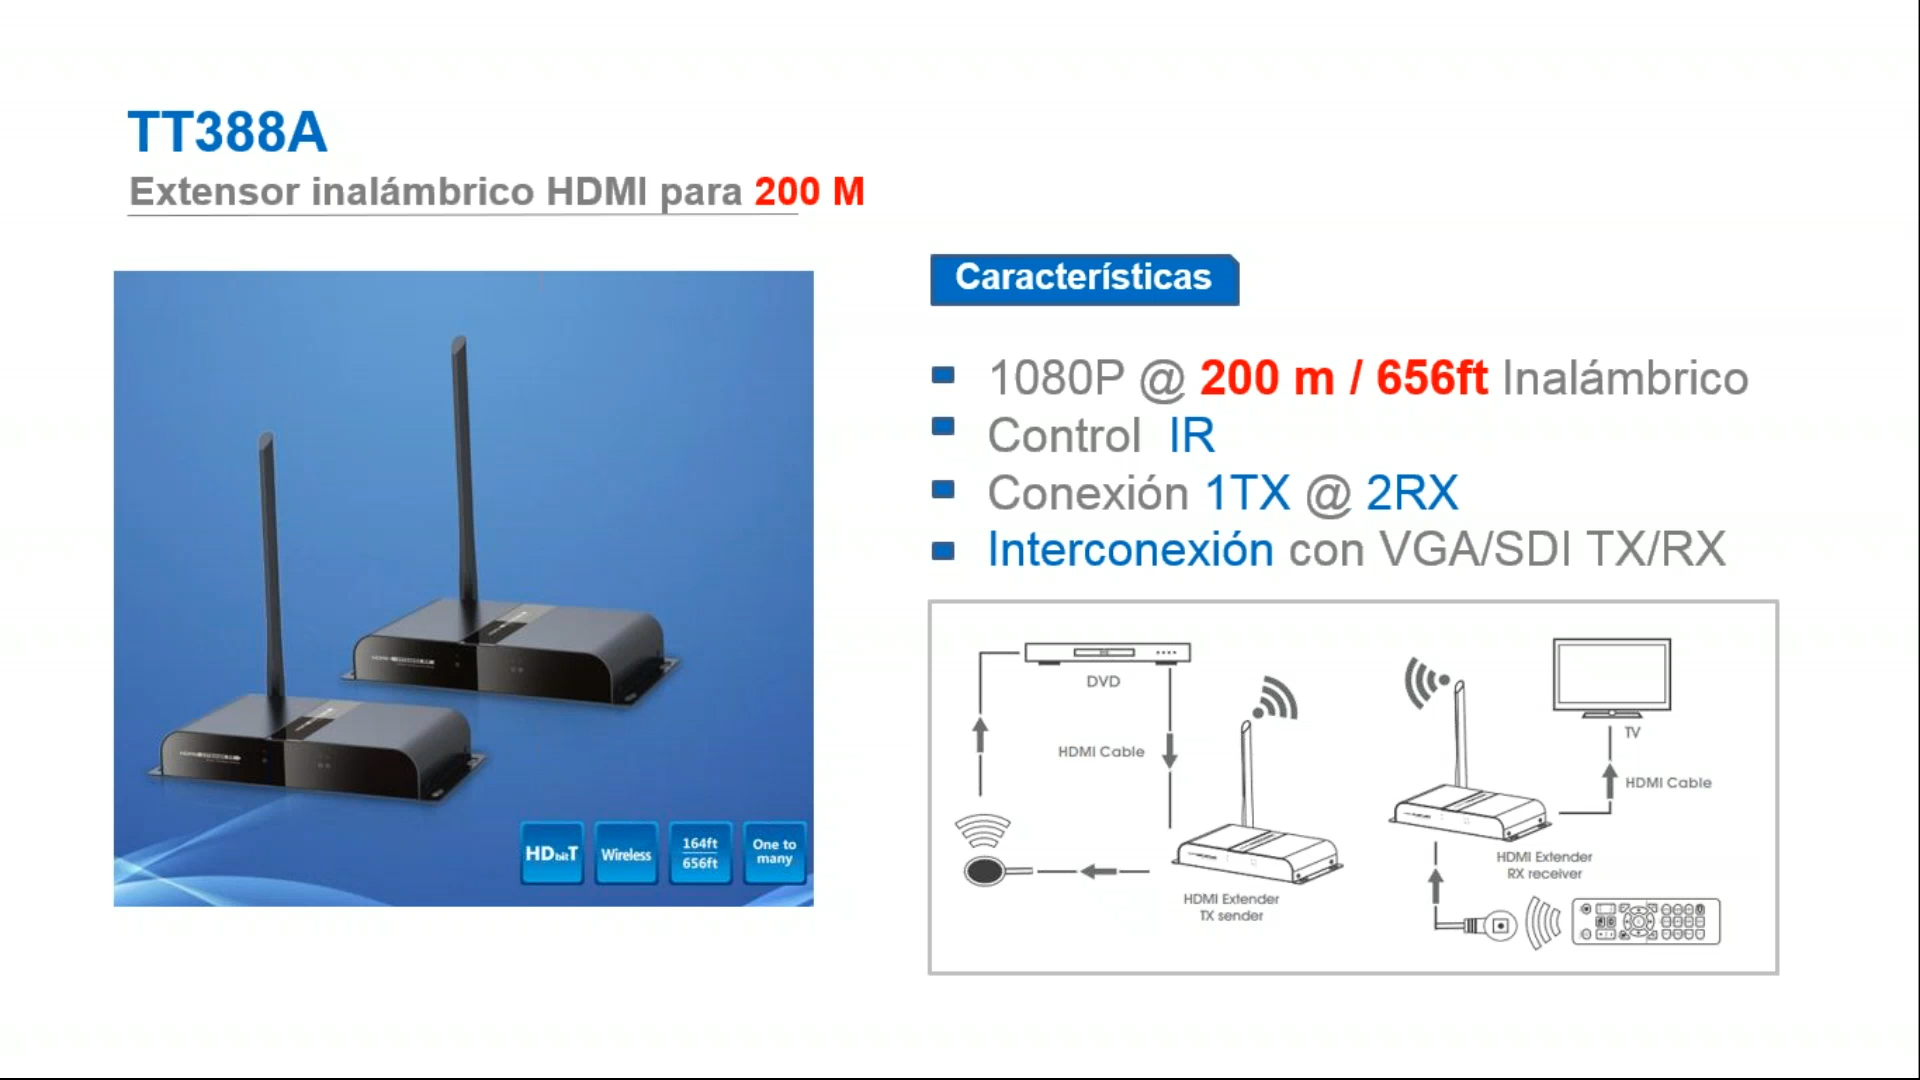 TT388A
Extensor inalámbrico HDMI para 200 M
Características
1080P @ 200 m / 656ft Inalámbrico
Control IR
Conexión 1TX @ 2RX
Interconexión con VGA/SDI TX/RX
HDbitT
Wireless
164ft
656ft
One to
many
DVD
HDMI Cable
HDMI Extender
TX sender
TV
HDMI Cable
HDMI Extender
RX receiver